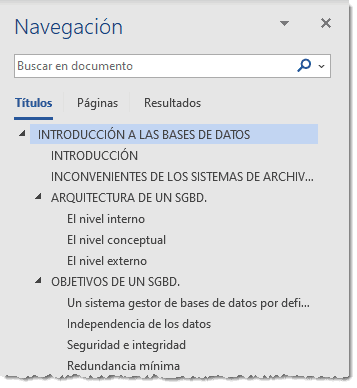 Navegación
Buscar en documento
Títulos Páginas Resultados
INTRODUCCIÓN A LAS BASES DE DATOS
INTRODUCCIÓN
INCONVENIENTES DE LOS SISTEMAS DE ARCHIV...
ARQUITECTURA DE UN SGBD.
El nivel interno
El nivel conceptual
El nivel externo
OBJETIVOS DE UN SGBD.
Un sistema gestor de bases de datos por defi...
Independencia de los datos
Seguridad e integridad
Redundancia mínima